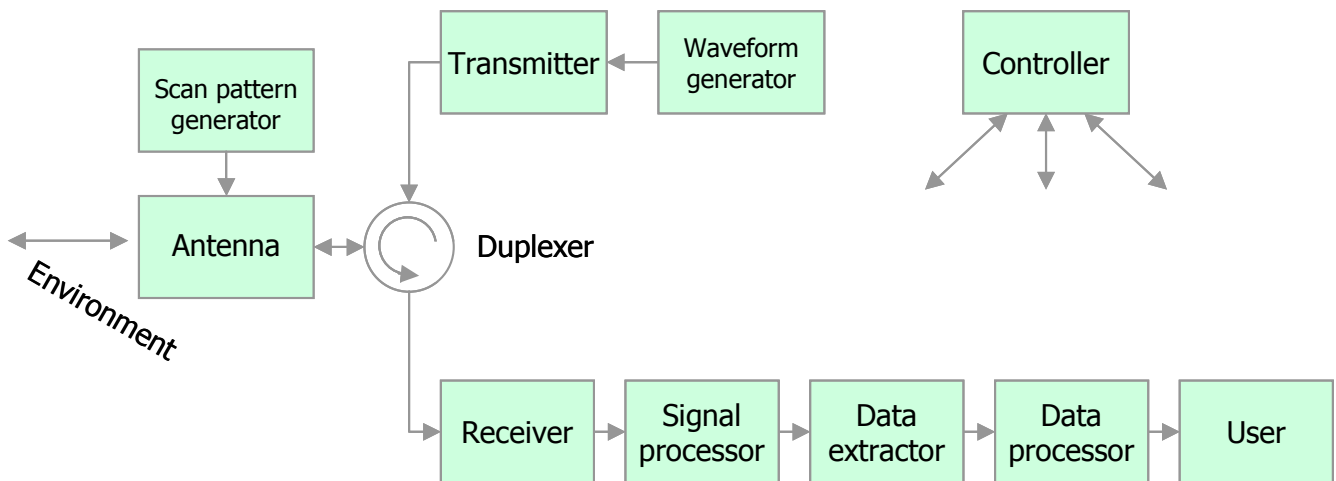 Scan pattern
generator
Transmitter
Waveform
generator
Controller
Antenna
Duplexer
Environment
Receiver
Signal
processor
Data
extractor
Data
processor
User